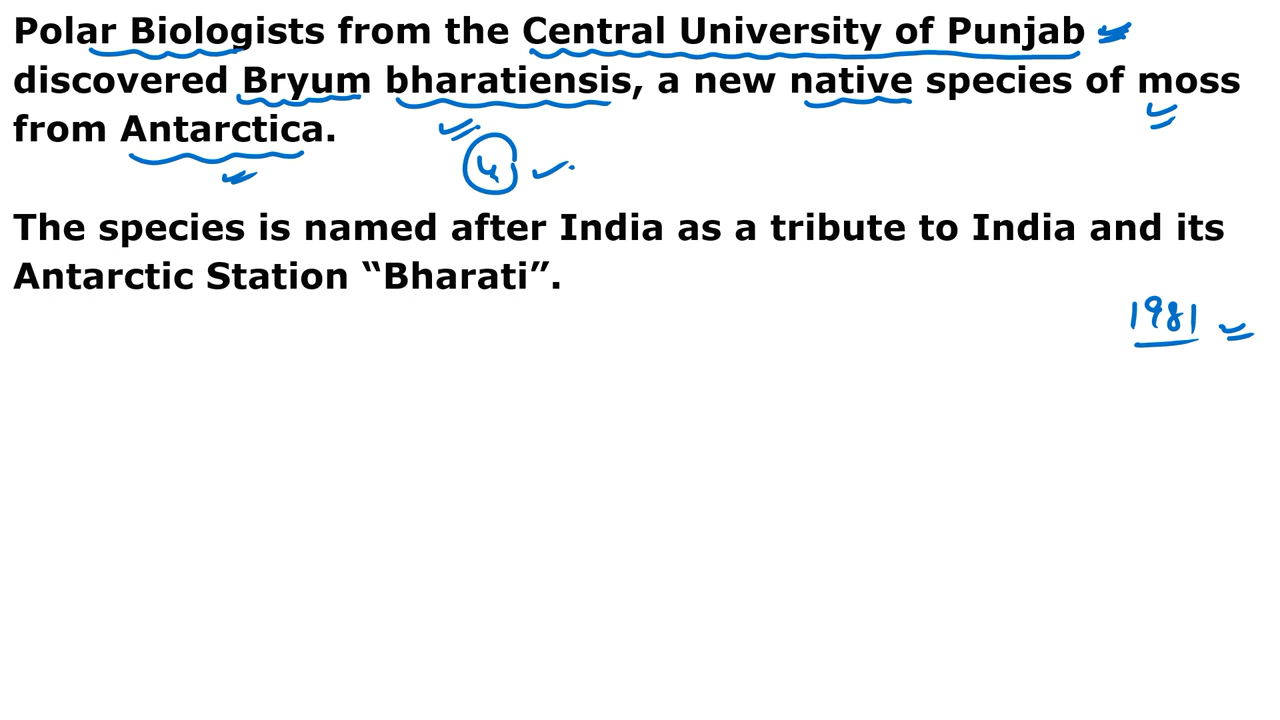 Polar Biologists from the Central University of Punjab
discovered Bryum bharatiensis, a new native species of moss
from Antarctica.
4
The species is named after India as a tribute to India and its
Antarctic Station “Bharati”.
1981